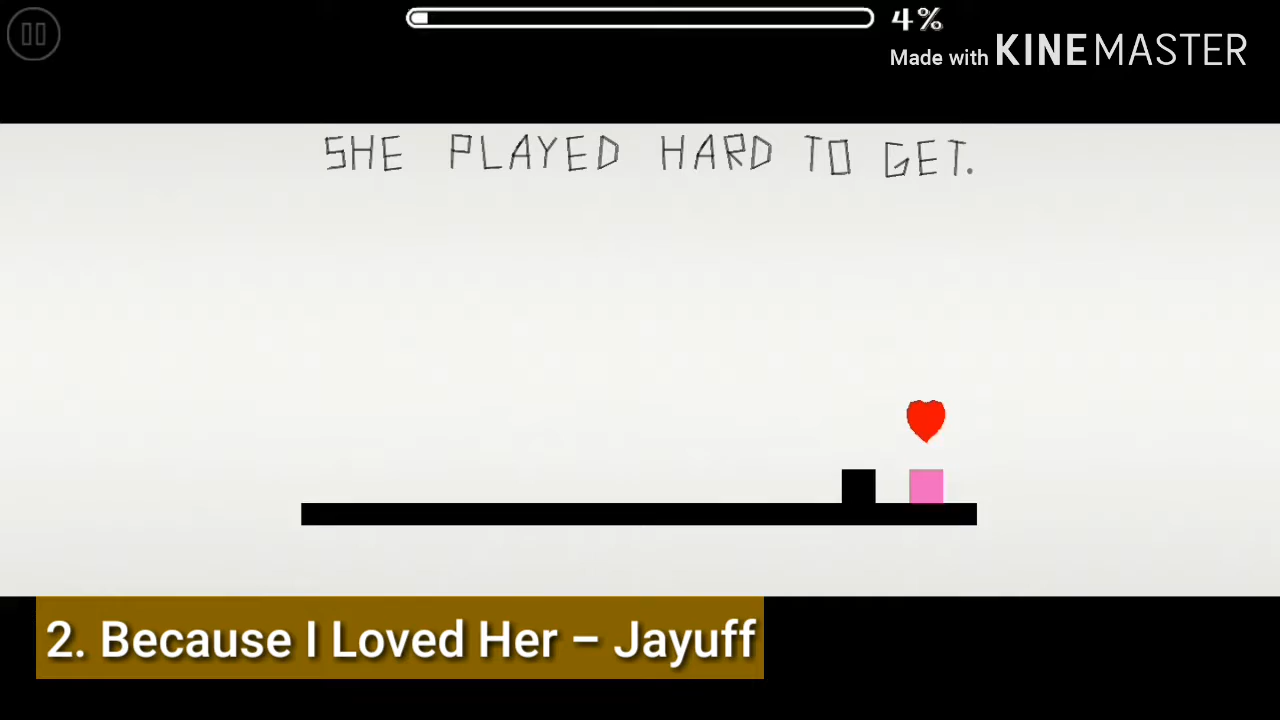 4%
Made with KINEMASTER
SHE PLAYED HARD TO GET.
2. Because I Loved Her – Jayuff